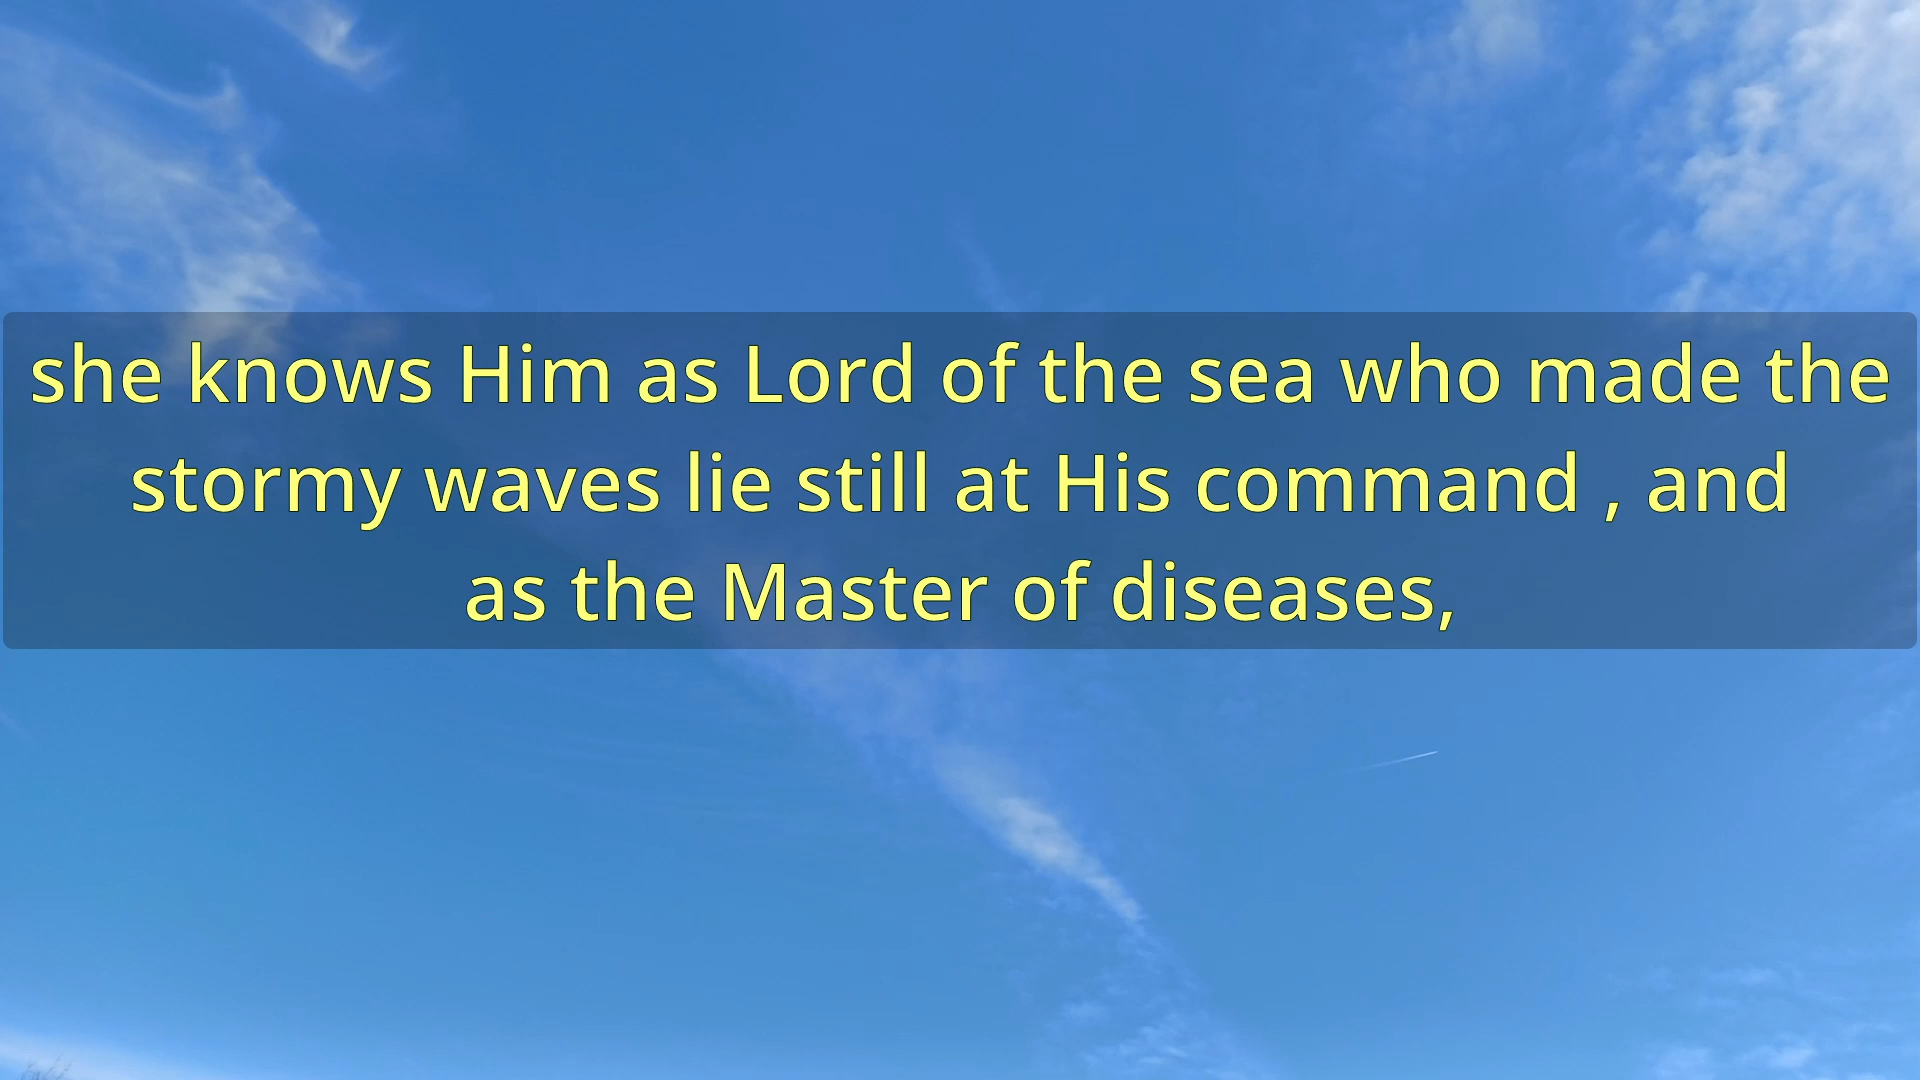 she knows Him as Lord of the sea who made the
stormy waves lie still at His command , and
as the Master of diseases,